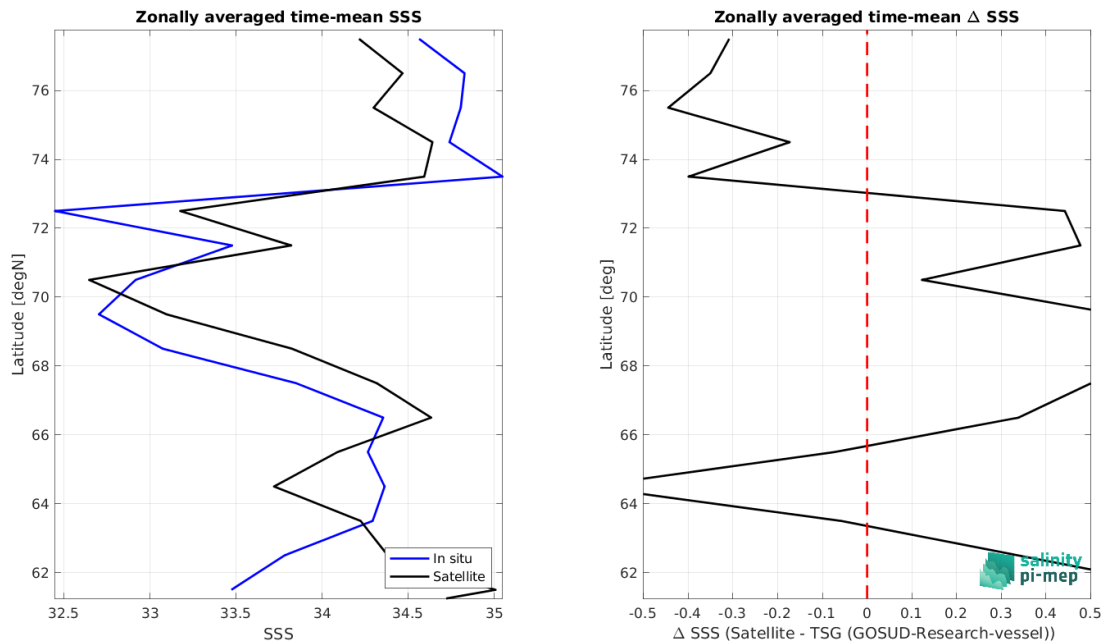 Zonally averaged time-mean SSS
Latitude [degN]
76
74
72
70
68
66
64
62
32.5 33 33.5 34 34.5 35
SSS
In situ
Satellite
Zonally averaged time-mean Δ SSS
Latitude [deg]
76
74
72
70
68
66
64
62
-0.5 -0.4 -0.3 -0.2 -0.1 0 0.1 0.2 0.3 0.4 0.5
Δ SSS (Satellite - TSG (GOSUD-Research-vessel))
salinity
pi-mep